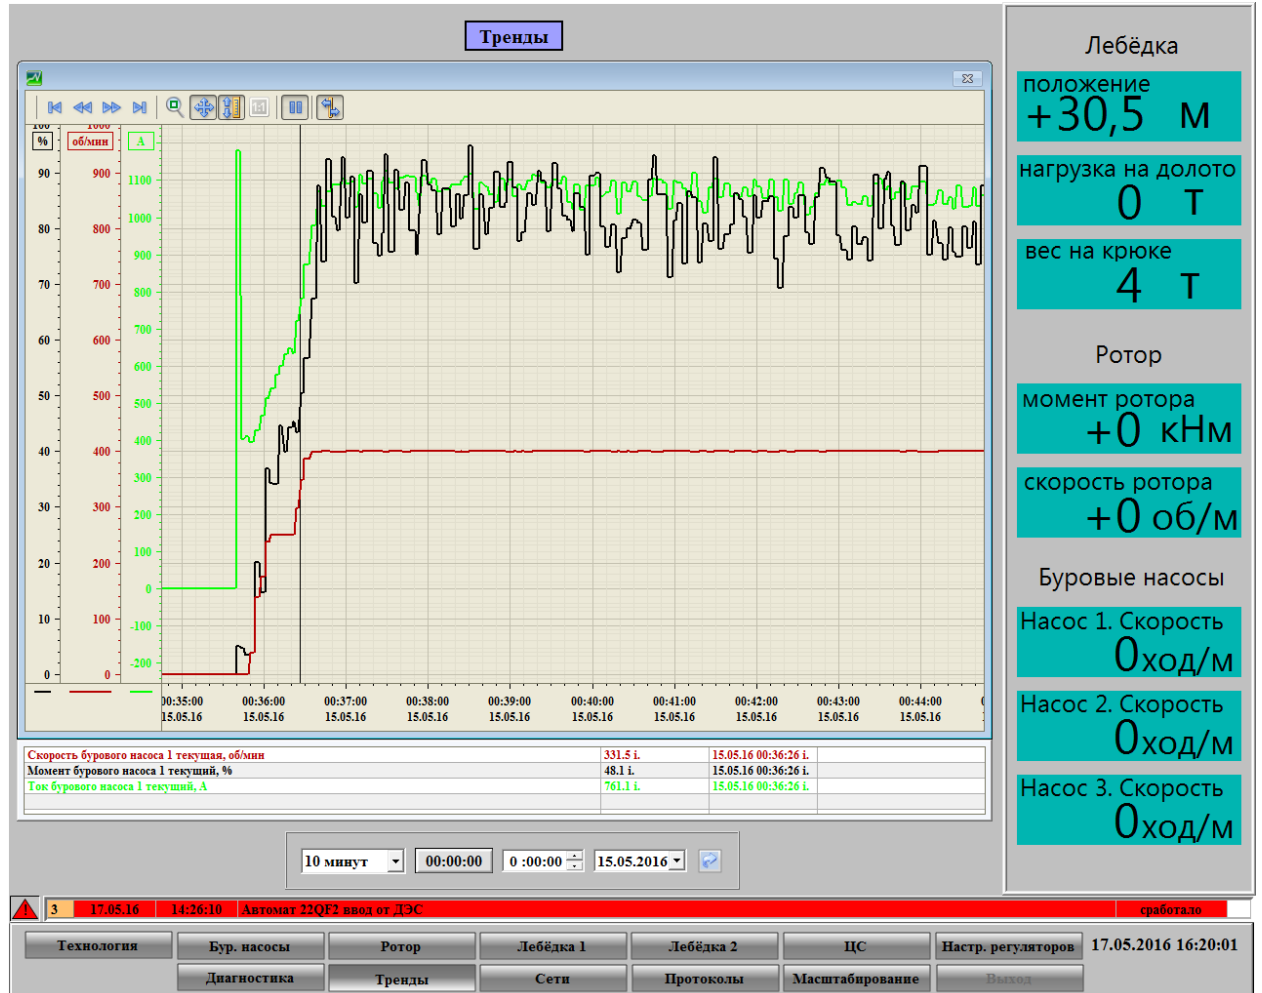 Тренды
1:1
100 1000
% об/мин А
90 900 1100
1000
80 800 900
70 700 800
700
60 600 600
50 500 500
40 400 400
300
30 300 200
20 200 100
0
10 100 -100
-200
0 0
00:35:00 00:36:00 00:37:00 00:38:00 00:39:00 00:40:00 00:41:00 00:42:00 00:43:00 00:44:00
15.05.16 15.05.16 15.05.16 15.05.16 15.05.16 15.05.16 15.05.16 15.05.16 15.05.16 15.05.16
Скорость бурового насоса 1 текущая, об/мин 331.5 i. 15.05.16 00:36:26 i.
Момент бурового насоса 1 текущий, % 48.1 i. 15.05.16 00:36:26 i.
Ток бурового насоса 1 текущий, А 761.1 i. 15.05.16 00:36:26 i.
10 минут 00:00:00 0 :00:00 15.05.2016
Лебёдка
положение
+30,5 м
нагрузка на долото
0 т
вес на крюке
4 т
Ротор
момент ротора
+0 кНм
скорость ротора
+0 об/м
Буровые насосы
Насос 1. Скорость
0 ход/м
Насос 2. Скорость
0 ход/м
Насос 3. Скорость
0 ход/м
3 17.05.16 14:26:10 Автомат 22QF2 ввод от ДЭС сработало
Технология Бур. насосы Ротор Лебёдка 1 Лебёдка 2 ЦС Настр. регуляторов 17.05.2016 16:20:01
Диагностика Тренды Сети Протоколы Масштабирование Выход